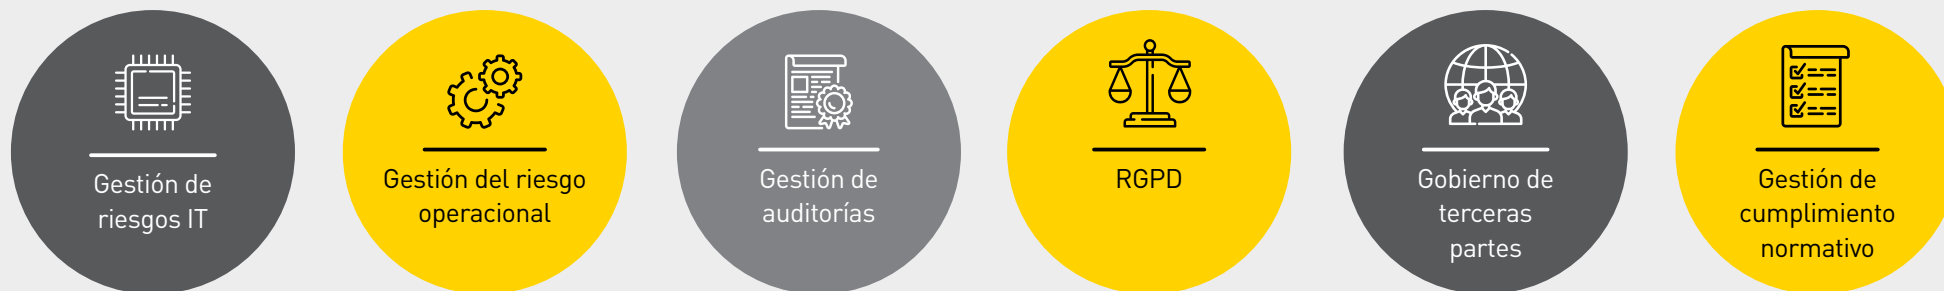 Gestión de
riesgos IT
Gestión del riesgo
operacional
Gestión de
auditorías
RGPD
Gobierno de
terceras
partes
Gestión de
cumplimiento
normativo